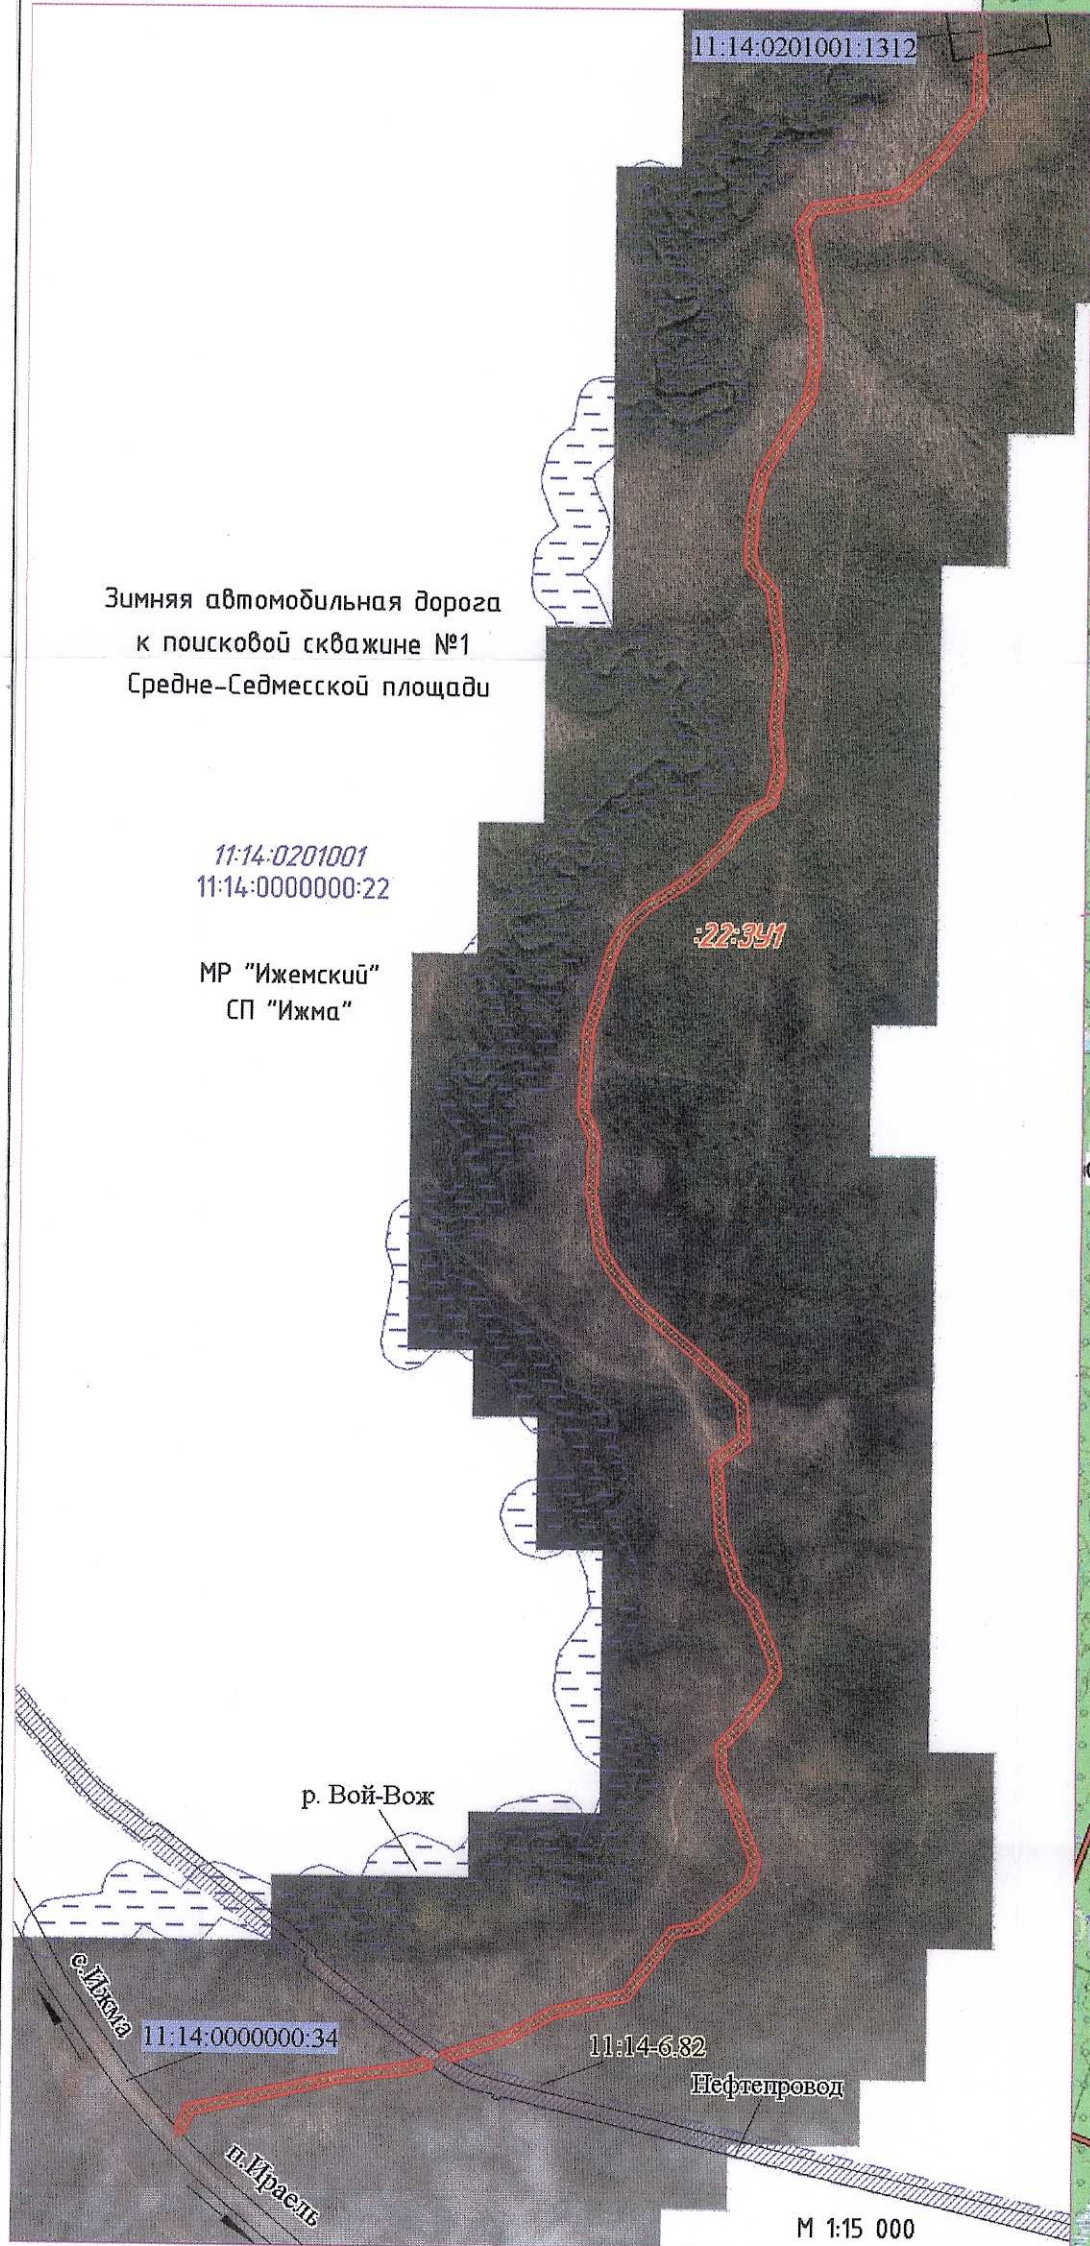 11:14:0201001:1312
Зимняя автомобильная дорога
к поисковой скважине №1
Средне-Седмесской площади
11:14:0201001
11:14:0000000:22
:22:ЗУ1
МР "Ижемский"
СП "Ижма"
р. Вой-Вож
с.Ижма
11:14:0000000:34
11:14-6.82
Нефтепровод
п.Ираель
М 1:15 000